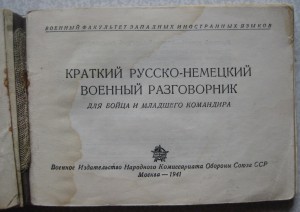 ВОЕННЫЙ ФАКУЛЬТЕТ ЗАПАДНЫХ ИНОСТРАННЫХ ЯЗЫКОВ
КРАТКИЙ РУССКО-НЕМЕЦКИЙ
ВОЕННЫЙ РАЗГОВОРНИК
ДЛЯ БОЙЦА И МЛАДШЕГО КОМАНДИРА
Военное Издательство Народного Комиссариата Обороны Союза ССР
Москва — 1941